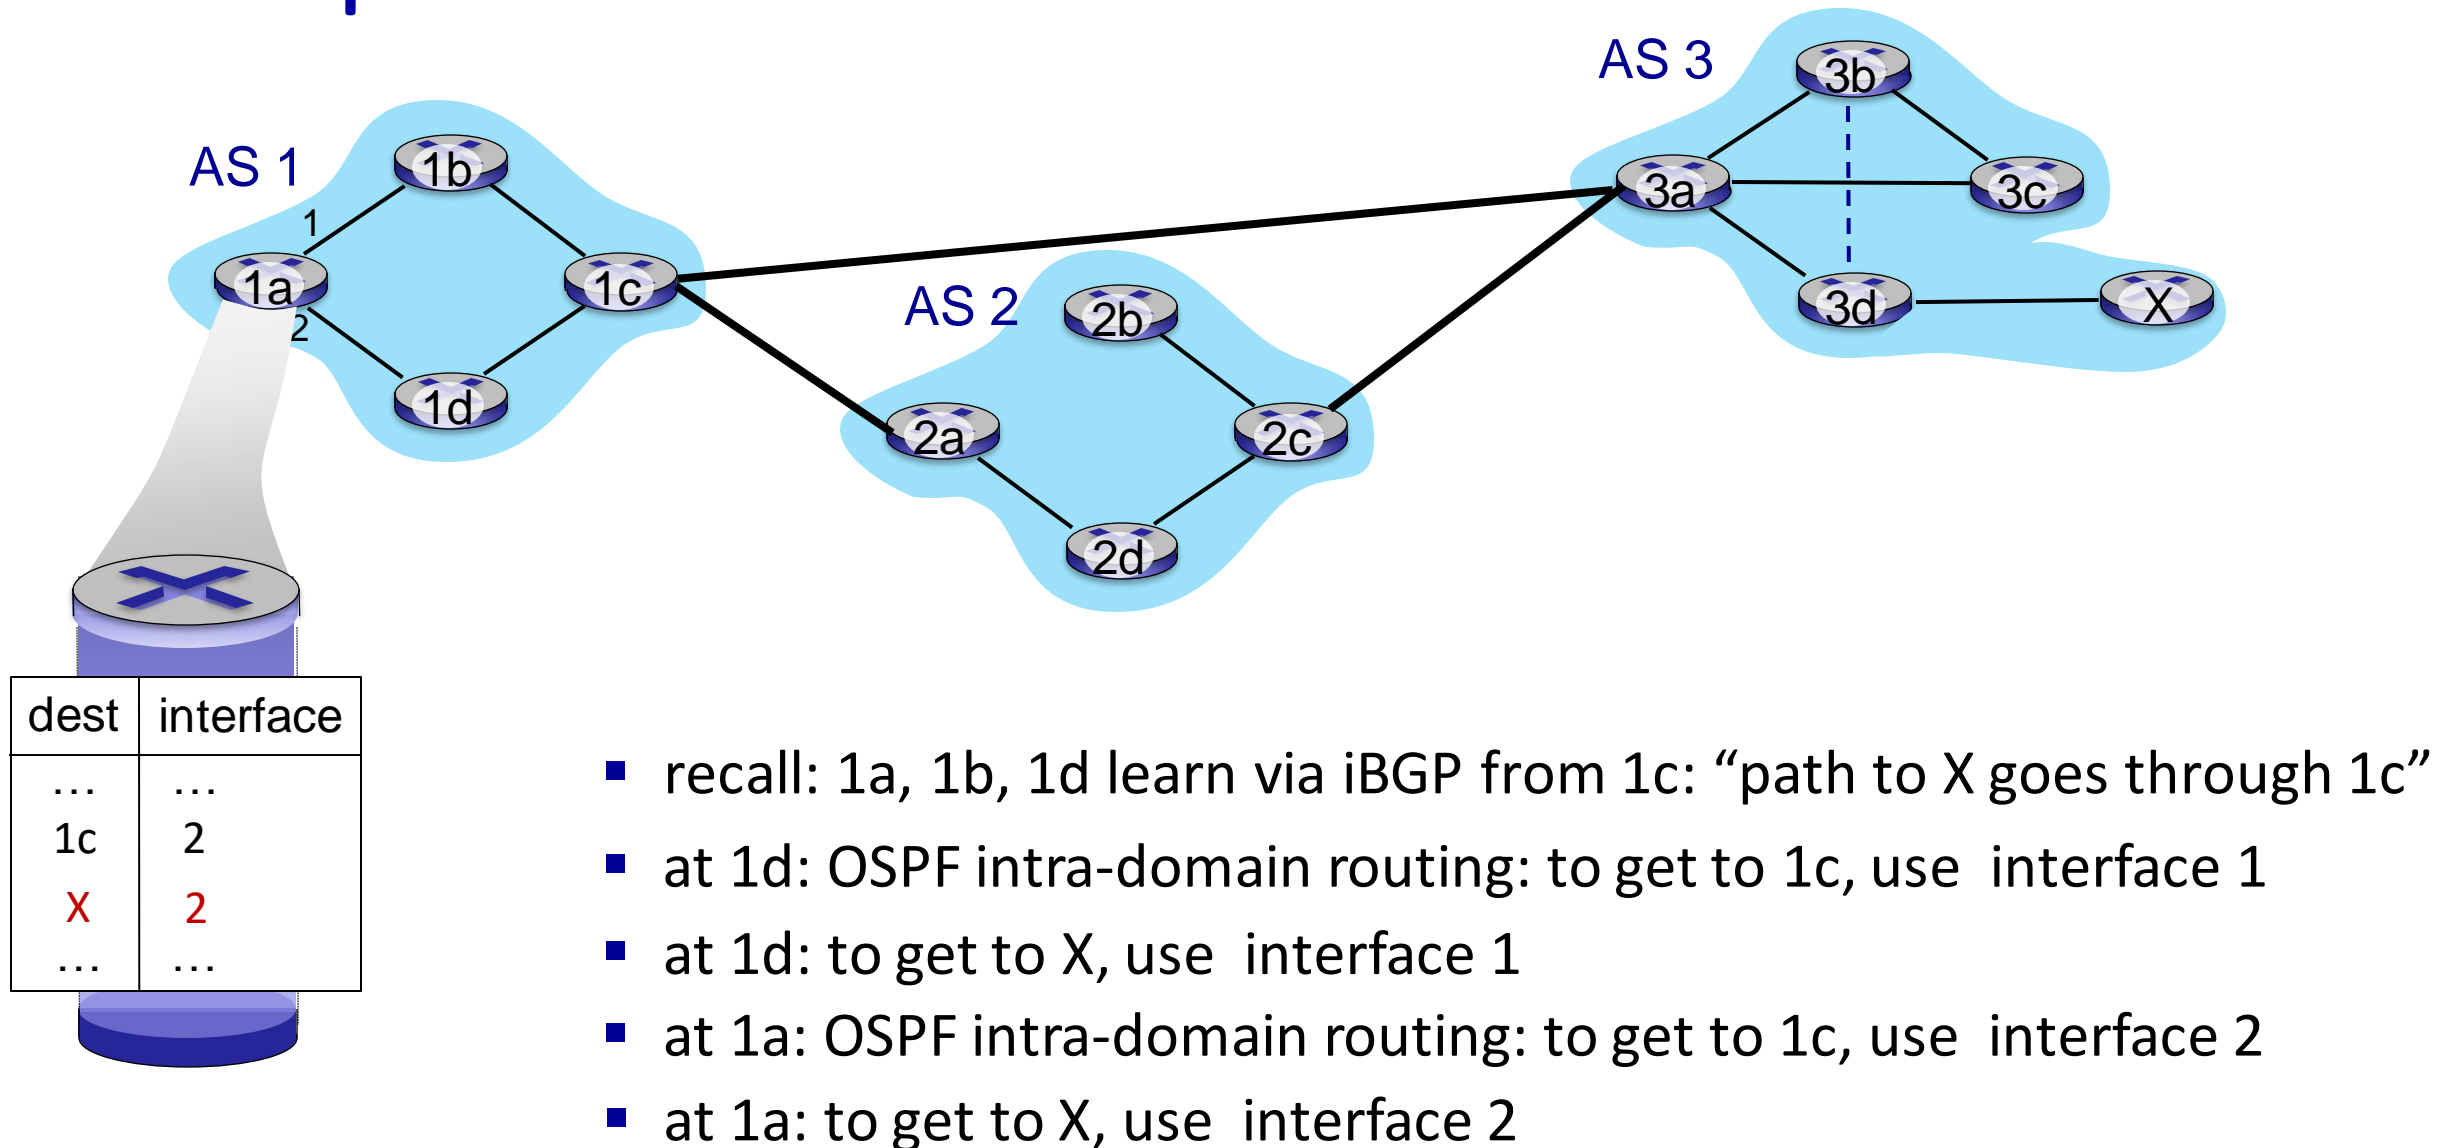 AS 3
3b
AS 1
1b
3a
3c
1
1a
1c
AS 2
2b
3d
X
2
1d
2a
2c
2d
dest interface
... ...
1c 2
X 2
... ...
recall: 1a, 1b, 1d learn via iBGP from 1c: “path to X goes through 1c”
at 1d: OSPF intra-domain routing: to get to 1c, use interface 1
at 1d: to get to X, use interface 1
at 1a: OSPF intra-domain routing: to get to 1c, use interface 2
at 1a: to get to X, use interface 2